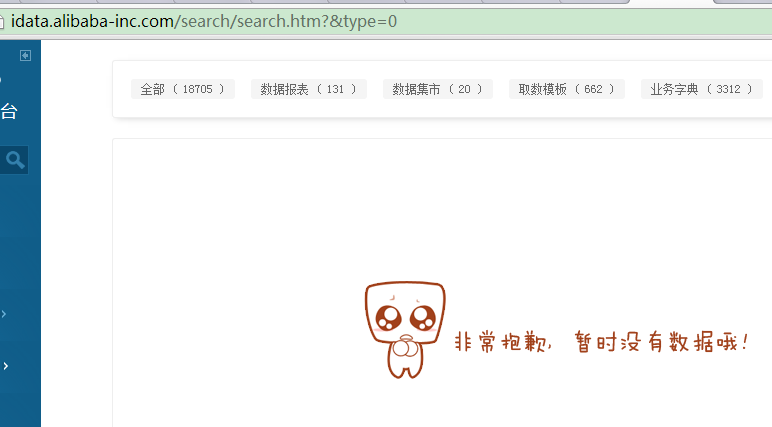 idata.alibaba-inc.com/search/search.htm?&type=0
台
全部 ( 18705 ) 数据报表 ( 131 ) 数据集市 ( 20 ) 取数模板 ( 662 ) 业务字典 ( 3312 )
非常抱歉, 暂时没有数据哦!